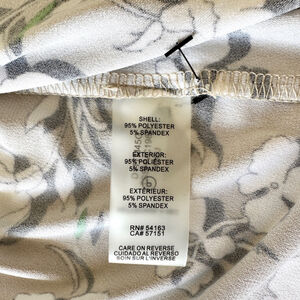 SHELL:
95% POLYESTER
5% SPANDEX
EXTERIOR:
95% POLIÉSTER
5% SPANDEX
EXTÉRIEUR:
95% POLYESTER
5% SPANDEX
RN# 54163
CA# 57151
CARE ON REVERSE
CUIDADO AL REVERSO
SOIN SUR L'INVERSE